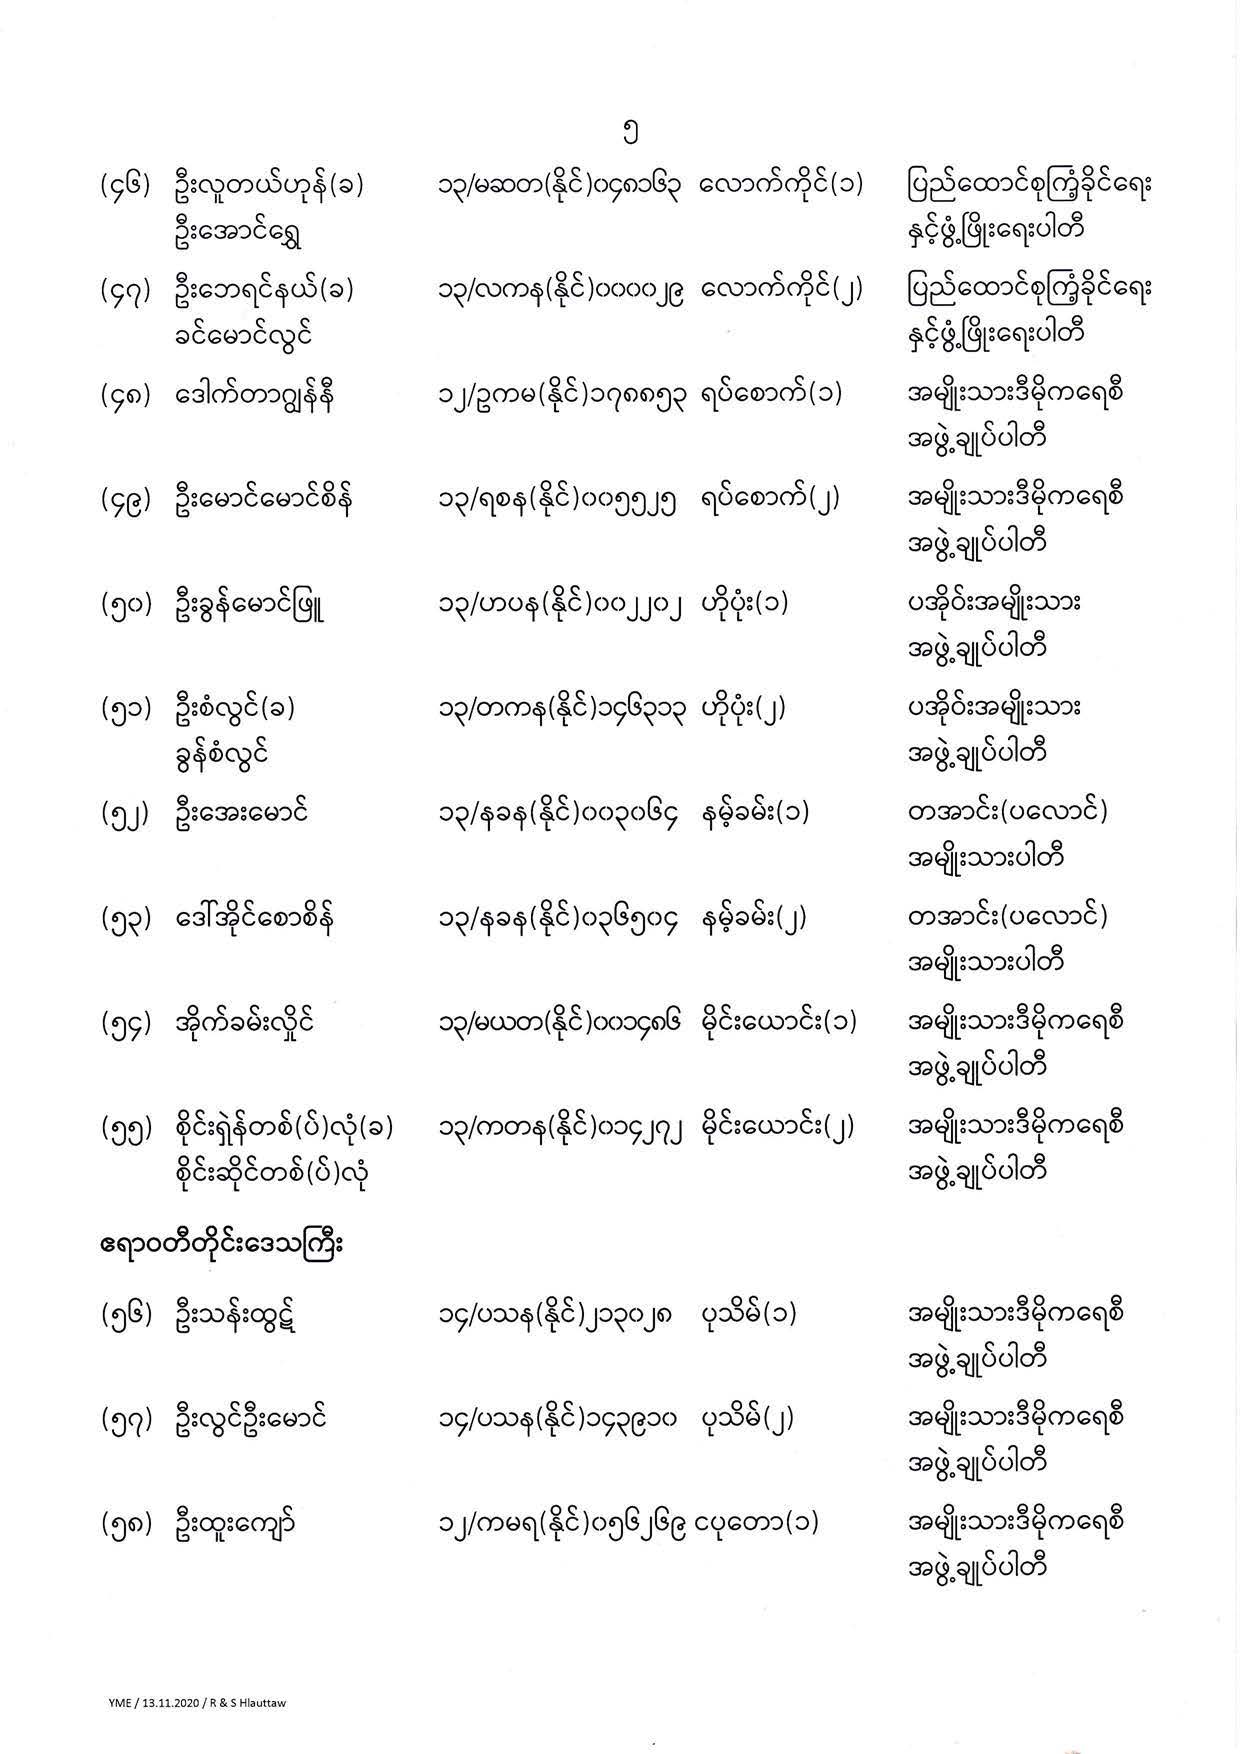 ၅
(၄၆) ဦးလူတယ်ဟုန်(ခ) ၁၃/မဆတ(နိုင်)၀၄၈၁၆၃ လောက်ကိုင်(၁) ပြည်ထောင်စုကြံ့ခိုင်ရေး
ဦးအောင်ရွှေ နှင့်ဖွံ့ဖြိုးရေးပါတီ
(၄၇) ဦးဘေရင်နယ်(ခ) ၁၃/လကန(နိုင်)၀၀၀၀၂၉ လောက်ကိုင်(၂) ပြည်ထောင်စုကြံ့ခိုင်ရေး
ခင်မောင်လွင် နှင့်ဖွံ့ဖြိုးရေးပါတီ
(၄၈) ဒေါက်တာဂျွန်နီ ၁၂/ဥကမ(နိုင်)၁၇၈၈၅၃ ရပ်စောက်(၁) အမျိုးသားဒီမိုကရေစီ
အဖွဲ့ချုပ်ပါတီ
(၄၉) ဦးမောင်မောင်စိန် ၁၃/ရစန(နိုင်)၀၀၅၅၂၅ ရပ်စောက်(၂) အမျိုးသားဒီမိုကရေစီ
အဖွဲ့ချုပ်ပါတီ
(၅၀) ဦးခွန်မောင်ဖြူ ၁၃/ဟပန(နိုင်)၀၀၂၂၀၂ ဟိုပုံး(၁) ပအိုဝ်းအမျိုးသား
အဖွဲ့ချုပ်ပါတီ
(၅၁) ဦးစံလွင်(ခ) ၁၃/တကန(နိုင်)၁၄၆၃၁၃ ဟိုပုံး(၂) ပအိုဝ်းအမျိုးသား
ခွန်စံလွင် အဖွဲ့ချုပ်ပါတီ
(၅၂) ဦးအေးမောင် ၁၃/နခန(နိုင်)၀၀၃၀၆၄ နမ့်ခမ်း(၁) တအာင်း(ပလောင်)
အမျိုးသားပါတီ
(၅၃) ဒေါ်အိုင်စောစိန် ၁၃/နခန(နိုင်)၀၃၆၅၀၄ နမ့်ခမ်း(၂) တအာင်း(ပလောင်)
အမျိုးသားပါတီ
(၅၄) အိုက်ခမ်းလှိုင် ၁၃/မယတ(နိုင်)၀၀၁၄၈၆ မိုင်းယောင်း(၁) အမျိုးသားဒီမိုကရေစီ
အဖွဲ့ချုပ်ပါတီ
(၅၅) စိုင်းရှဲန်တစ်(ပ်)လုံ(ခ) ၁၃/ကတန(နိုင်)၀၁၄၂၇၂ မိုင်းယောင်း(၂) အမျိုးသားဒီမိုကရေစီ
စိုင်းဆိုင်တစ်(ပ်)လုံ အဖွဲ့ချုပ်ပါတီ
ဧရာဝတီတိုင်းဒေသကြီး
(၅၆) ဦးသန်းထွဋ် ၁၄/ပသန(နိုင်)၂၁၃၀၂၈ ပုသိမ်(၁) အမျိုးသားဒီမိုကရေစီ
အဖွဲ့ချုပ်ပါတီ
(၅၇) ဦးလွင်ဦးမောင် ၁၄/ပသန(နိုင်)၁၄၃၉၁၀ ပုသိမ်(၂) အမျိုးသားဒီမိုကရေစီ
အဖွဲ့ချုပ်ပါတီ
(၅၈) ဦးထူးကျော် ၁၂/ကမရ(နိုင်)၀၅၆၂၆၉ ငပုတော(၁) အမျိုးသားဒီမိုကရေစီ
အဖွဲ့ချုပ်ပါတီ
YME / 13.11.2020 / R & S Hlauttaw